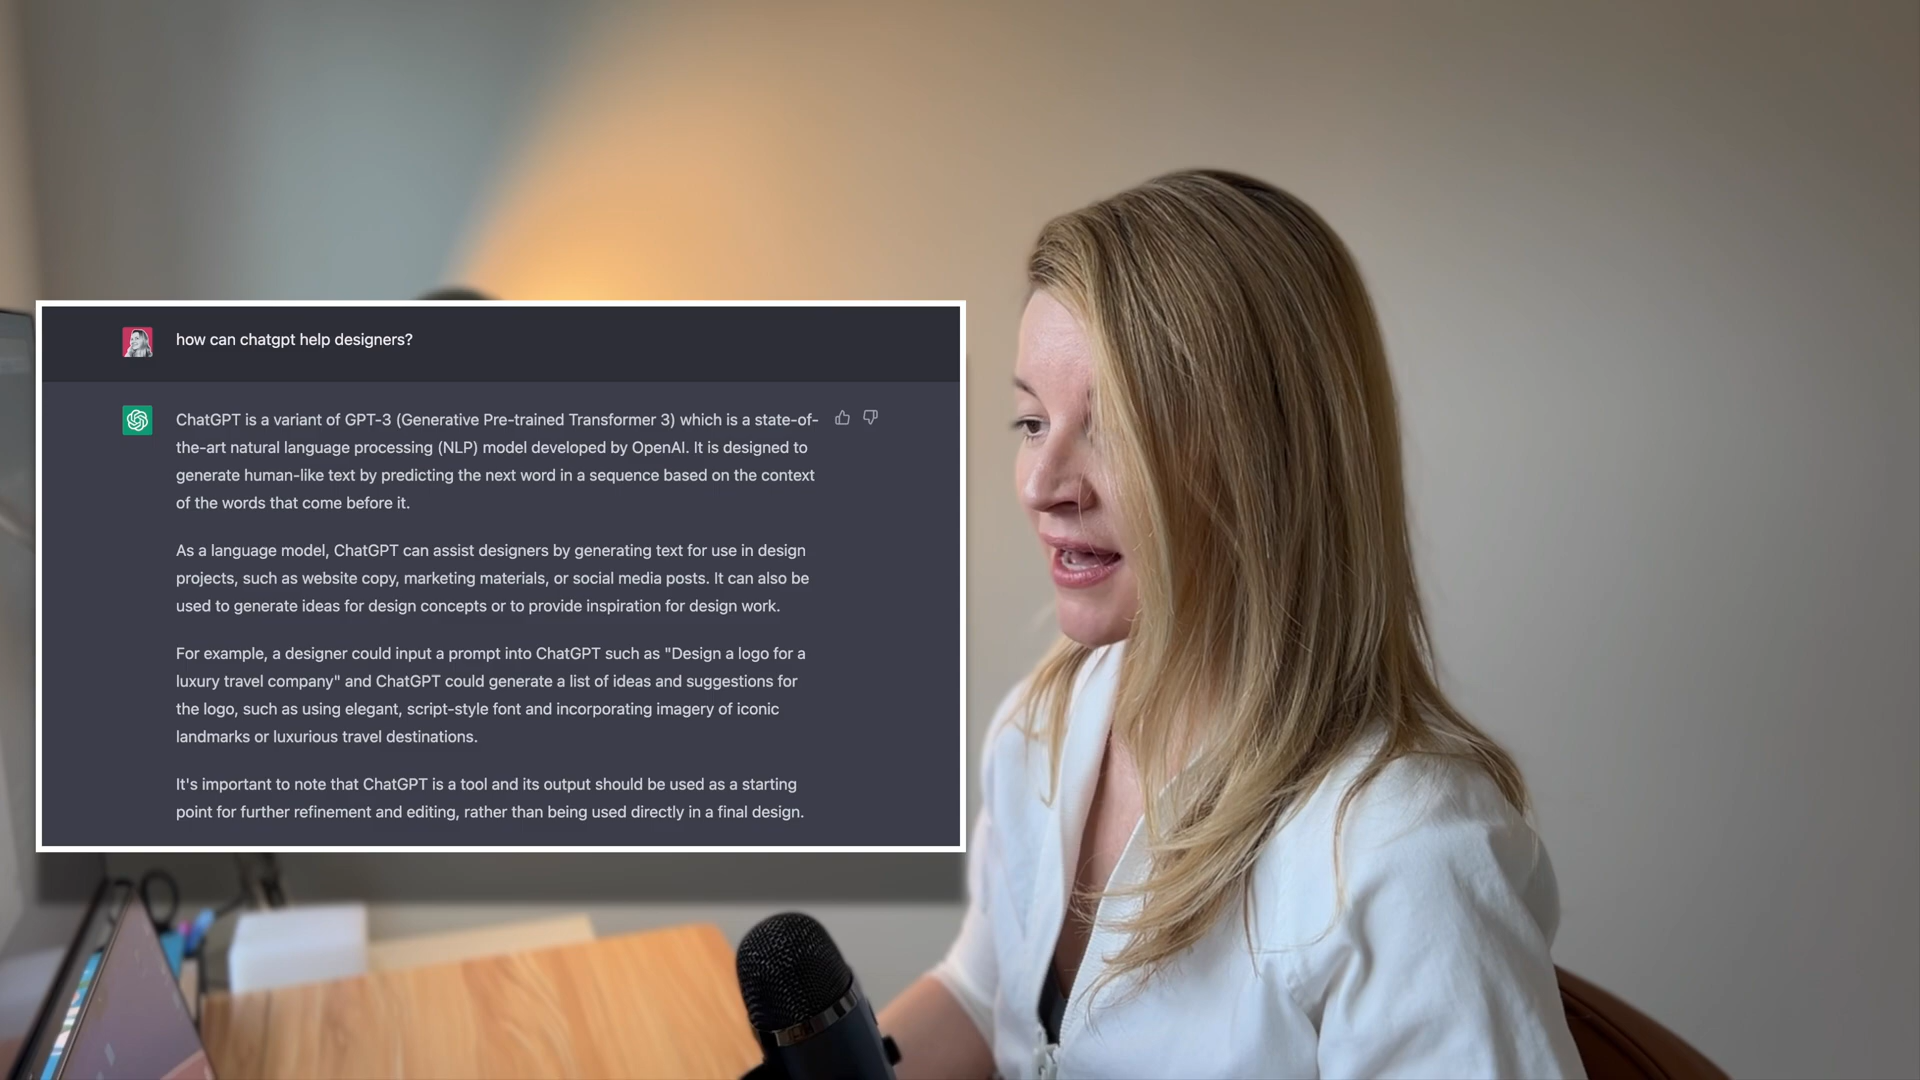 how can chatgpt help designers?
ChatGPT is a variant of GPT-3 (Generative Pre-trained Transformer 3) which is a state-of-
the-art natural language processing (NLP) model developed by OpenAI. It is designed to
generate human-like text by predicting the next word in a sequence based on the context
of the words that come before it.
As a language model, ChatGPT can assist designers by generating text for use in design
projects, such as website copy, marketing materials, or social media posts. It can also be
used to generate ideas for design concepts or to provide inspiration for design work.
For example, a designer could input a prompt into ChatGPT such as "Design a logo for a
luxury travel company" and ChatGPT could generate a list of ideas and suggestions for
the logo, such as using elegant, script-style font and incorporating imagery of iconic
landmarks or luxurious travel destinations.
It's important to note that ChatGPT is a tool and its output should be used as a starting
point for further refinement and editing, rather than being used directly in a final design.